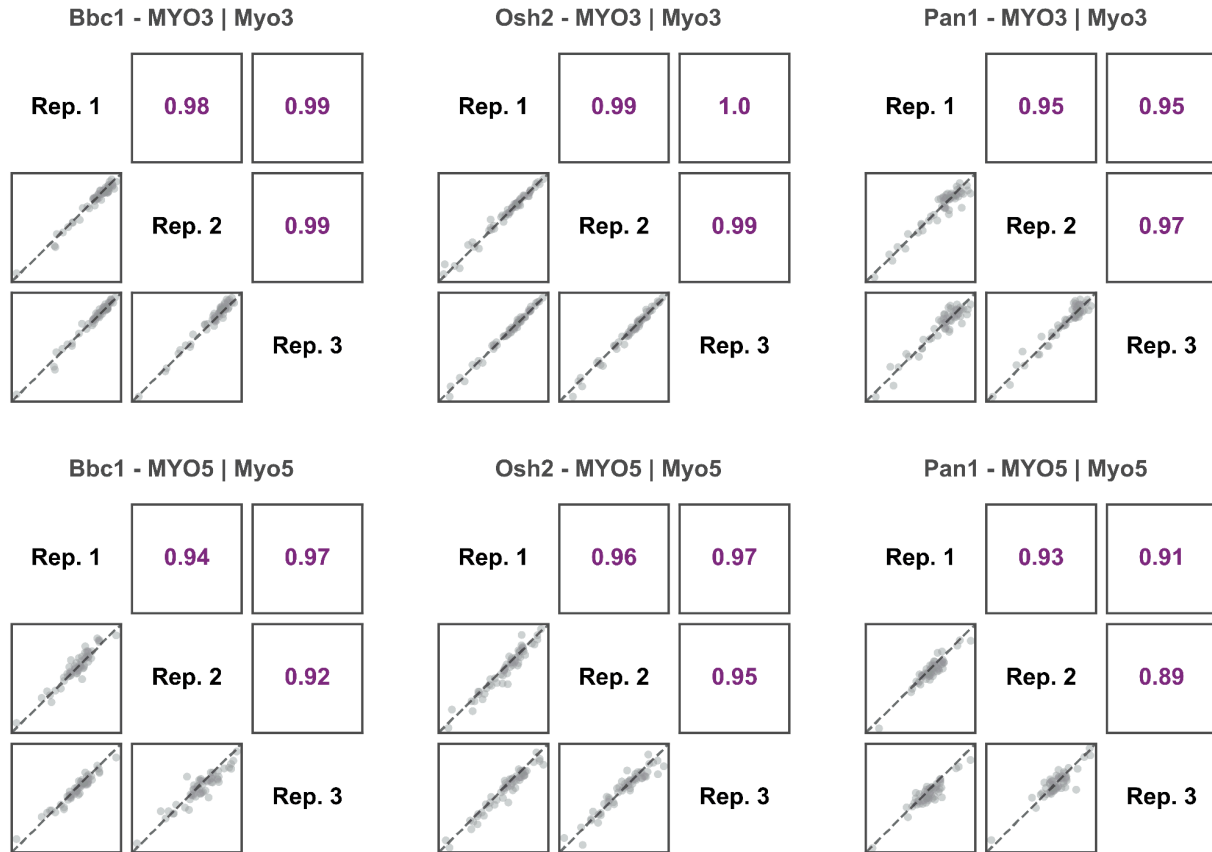 Bbc1 - MYO3 | Myo3
Rep. 1 0.98 0.99
Rep. 2 0.99
Rep. 3
Osh2 - MYO3 | Myo3
Rep. 1 0.99 1.0
Rep. 2 0.99
Rep. 3
Pan1 - MYO3 | Myo3
Rep. 1 0.95 0.95
Rep. 2 0.97
Rep. 3
Bbc1 - MYO5 | Myo5
Rep. 1 0.94 0.97
Rep. 2 0.92
Rep. 3
Osh2 - MYO5 | Myo5
Rep. 1 0.96 0.97
Rep. 2 0.95
Rep. 3
Pan1 - MYO5 | Myo5
Rep. 1 0.93 0.91
Rep. 2 0.89
Rep. 3